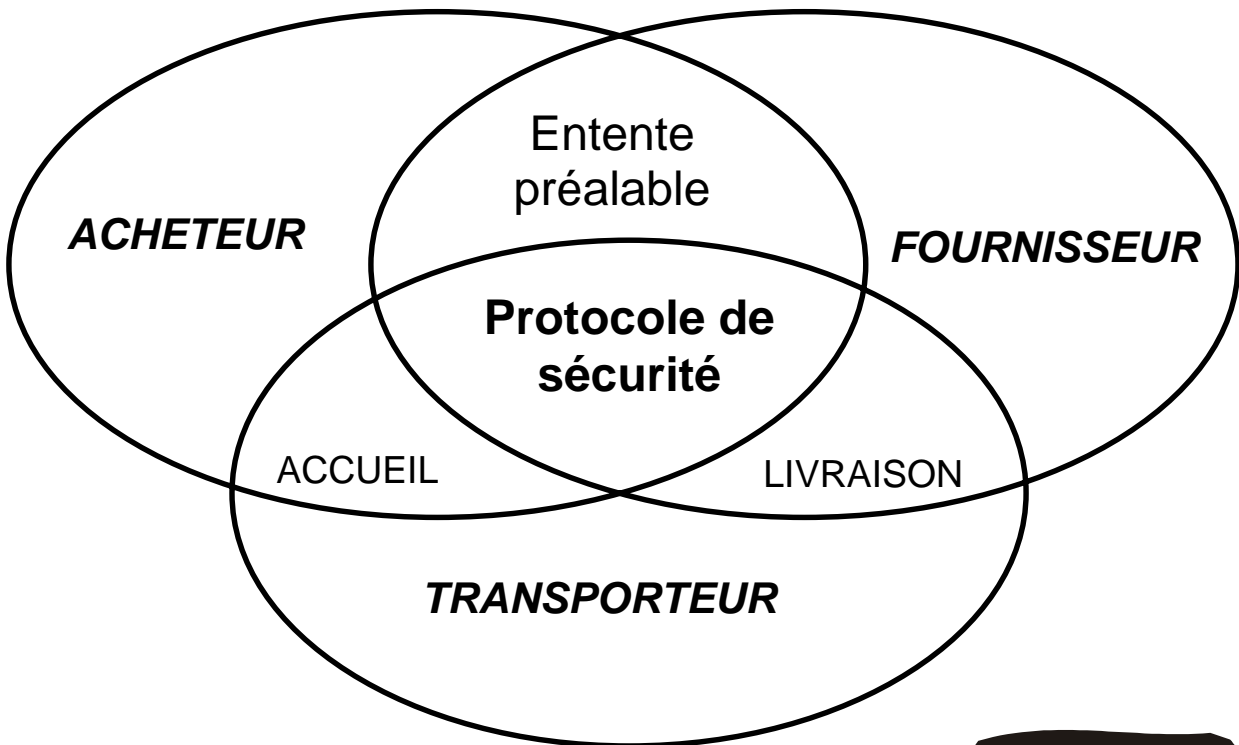 Entente
préalable
ACHETEUR
FOURNISSEUR
Protocole de
sécurité
ACCUEIL
LIVRAISON
TRANSPORTEUR